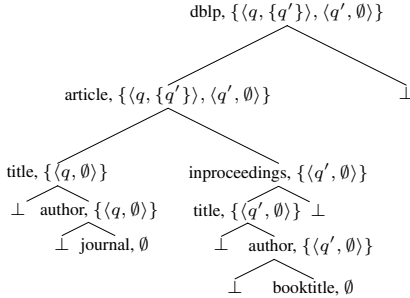 dblp, {⟨q, {q′}⟩, ⟨q′, ∅⟩}
article, {⟨q, {q′}⟩, ⟨q′, ∅⟩} ⊥
title, {⟨q, ∅⟩} inproceedings, {⟨q′, ∅⟩}
⊥ author, {⟨q, ∅⟩} title, {⟨q′, ∅⟩} ⊥
⊥ journal, ∅ ⊥ author, {⟨q′, ∅⟩}
⊥ booktitle, ∅